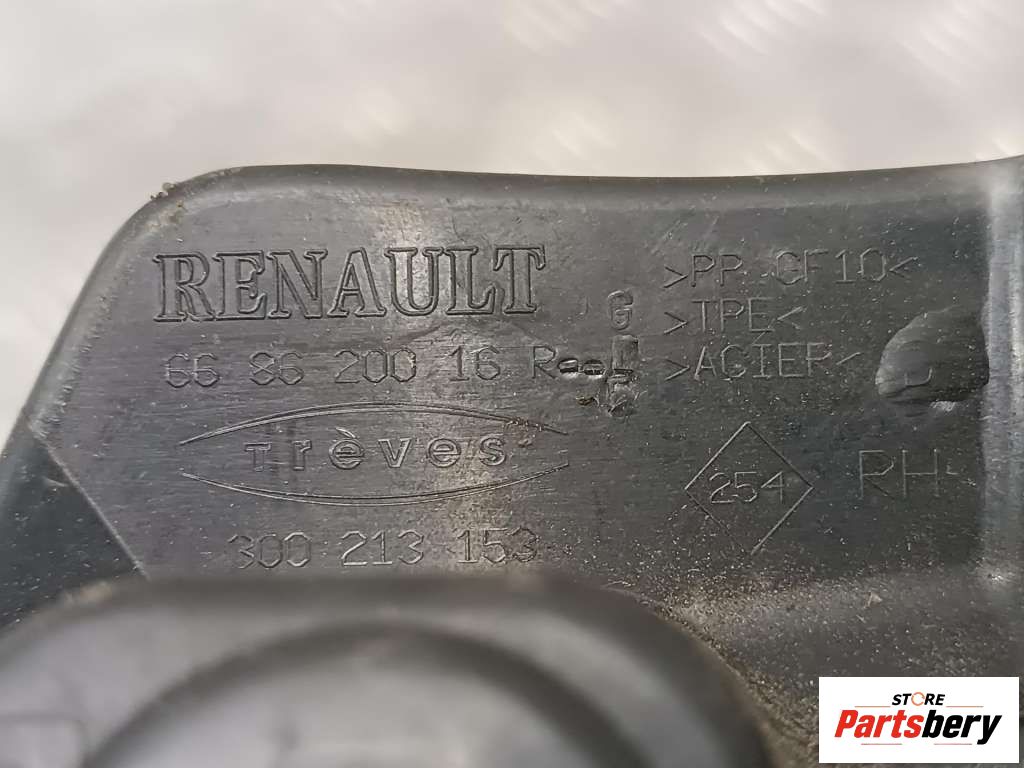 RENAULT
>PP GF10<
G
>TPE<
66 86 200 16 R
>ACIER<
Trèves
254
RH
300 213 153
STORE
Partsbery